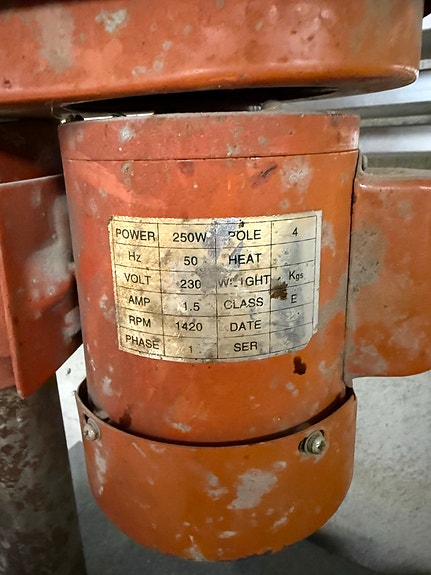 POWER 250W POLE 4
Hz 50 HEAT
VOLT 230 WEIGHT Kgs
AMP 1.5 CLASS E
RPM 1420 DATE
PHASE 1 SER